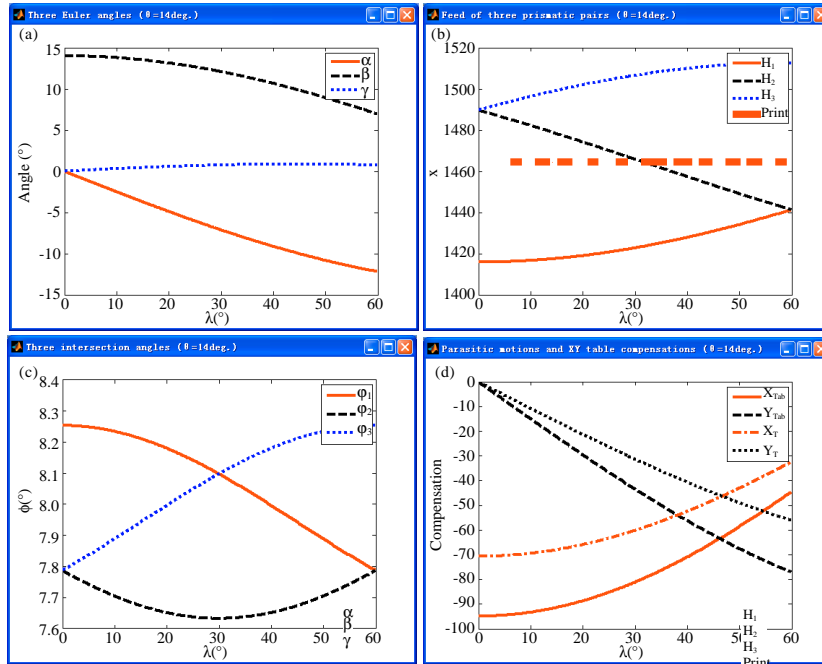 Three Euler angles (θ=14deg.)
(a)
15
10
5
0
-5
-10
-15
Angle (°)
0 10 20 30 40 50 60
λ(°)
α
β
γ
Feed of three prismatic pairs (θ=14deg.)
(b)
1520
1500
1480
1460
1440
1420
1400
x
0 10 20 30 40 50 60
λ(°)
H1
H2
H3
Print
Three intersection angles (θ=14deg.)
(c)
8.4
8.3
8.2
8.1
8.0
7.9
7.8
7.7
7.6
ϕ(°)
0 10 20 30 40 50 60
λ(°)
φ1
φ2
φ3
α
β
γ
Parasitic motions and XY table compensations (θ=14deg.)
(d)
0
-10
-20
-30
-40
-50
-60
-70
-80
-90
-100
Compensation
0 10 20 30 40 50 60
λ(°)
XTab
YTab
XT
YT
H1
H2
H3
Print